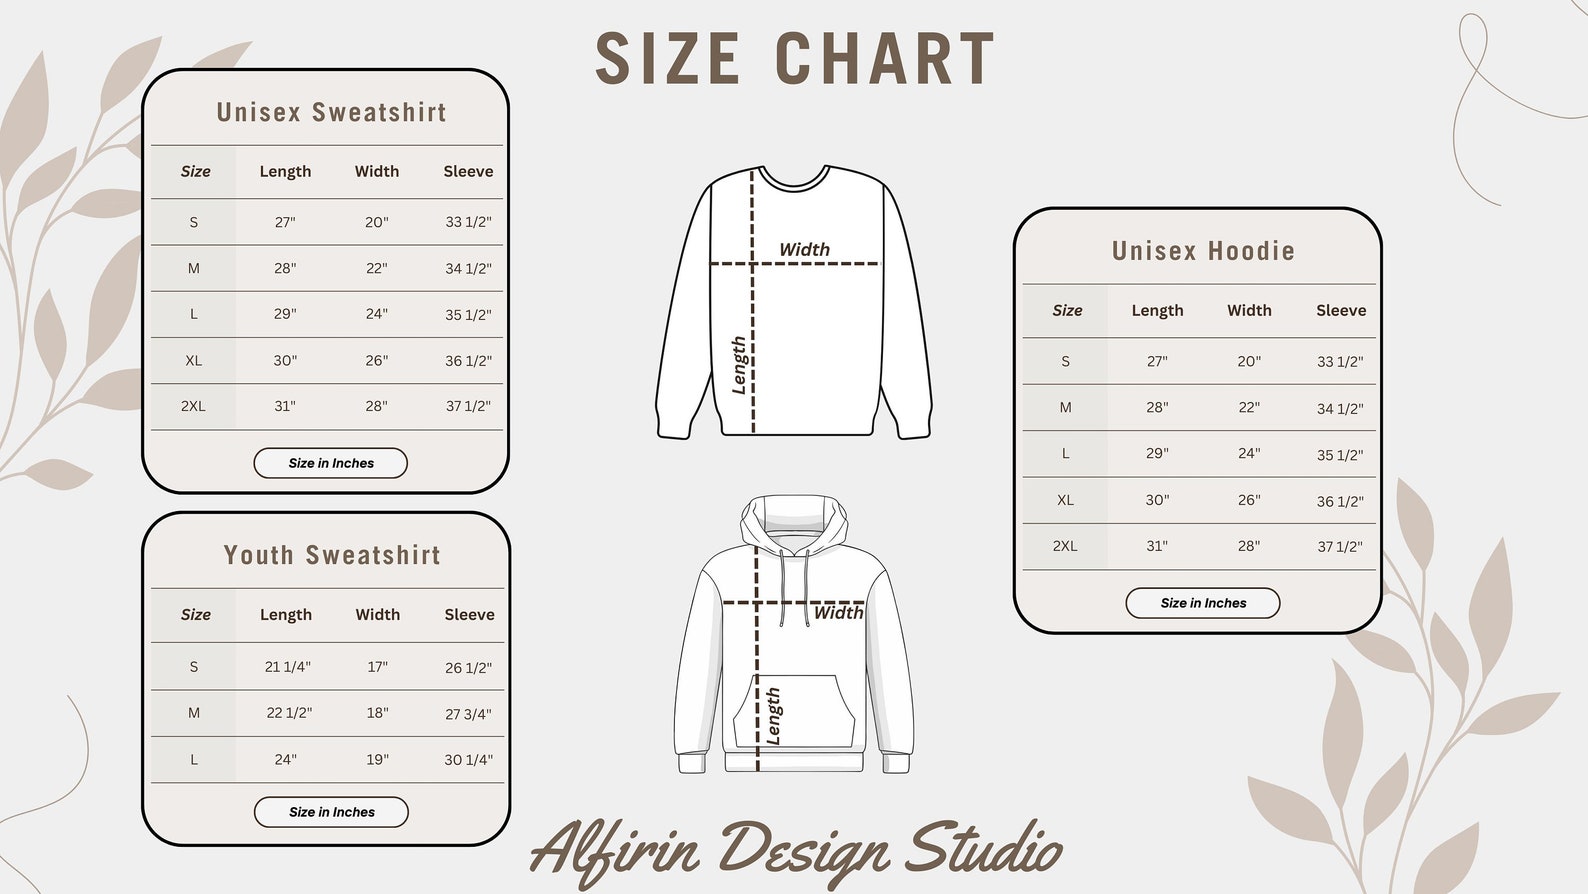 SIZE CHART
Unisex Sweatshirt
Size Length Width Sleeve
S 27" 20" 33 1/2"
M 28" 22" 34 1/2"
L 29" 24" 35 1/2"
XL 30" 26" 36 1/2"
2XL 31" 28" 37 1/2"
Size in Inches
Youth Sweatshirt
Size Length Width Sleeve
S 21 1/4" 17" 26 1/2"
M 22 1/2" 18" 27 3/4"
L 24" 19" 30 1/4"
Size in Inches
Width
Length
Width
Length
Unisex Hoodie
Size Length Width Sleeve
S 27" 20" 33 1/2"
M 28" 22" 34 1/2"
L 29" 24" 35 1/2"
XL 30" 26" 36 1/2"
2XL 31" 28" 37 1/2"
Size in Inches
Alfirin Design Studio